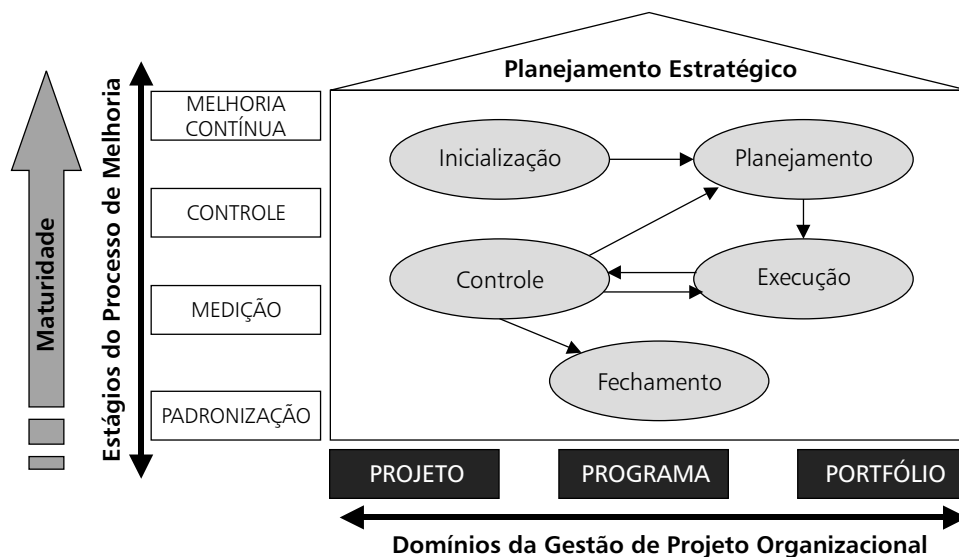 Planejamento Estratégico
Maturidade
Estágios do Processo de Melhoria
MELHORIA
CONTÍNUA
CONTROLE
MEDIÇÃO
PADRONIZAÇÃO
Inicialização
Planejamento
Controle
Execução
Fechamento
PROJETO
PROGRAMA
PORTFÓLIO
Domínios da Gestão de Projeto Organizacional